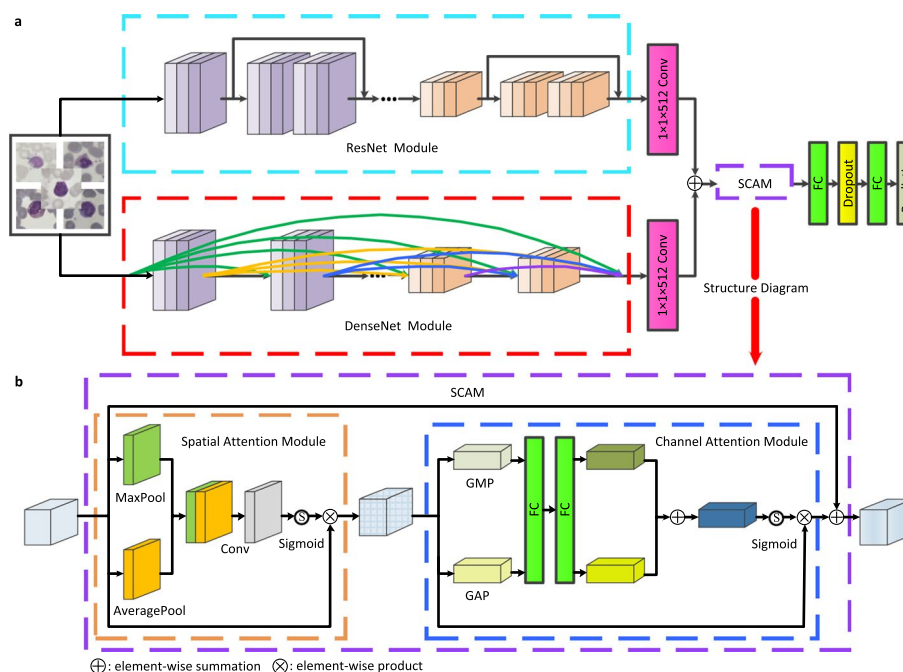 a
ResNet Module
1×1×512 Conv
SCAM
FC
Dropout
FC
DenseNet Module
1×1×512 Conv
Structure Diagram
b
SCAM
Spatial Attention Module
Channel Attention Module
MaxPool
GMP
Conv
S
Sigmoid
FC
FC
S
Sigmoid
AveragePool
GAP
: element-wise summation : element-wise product